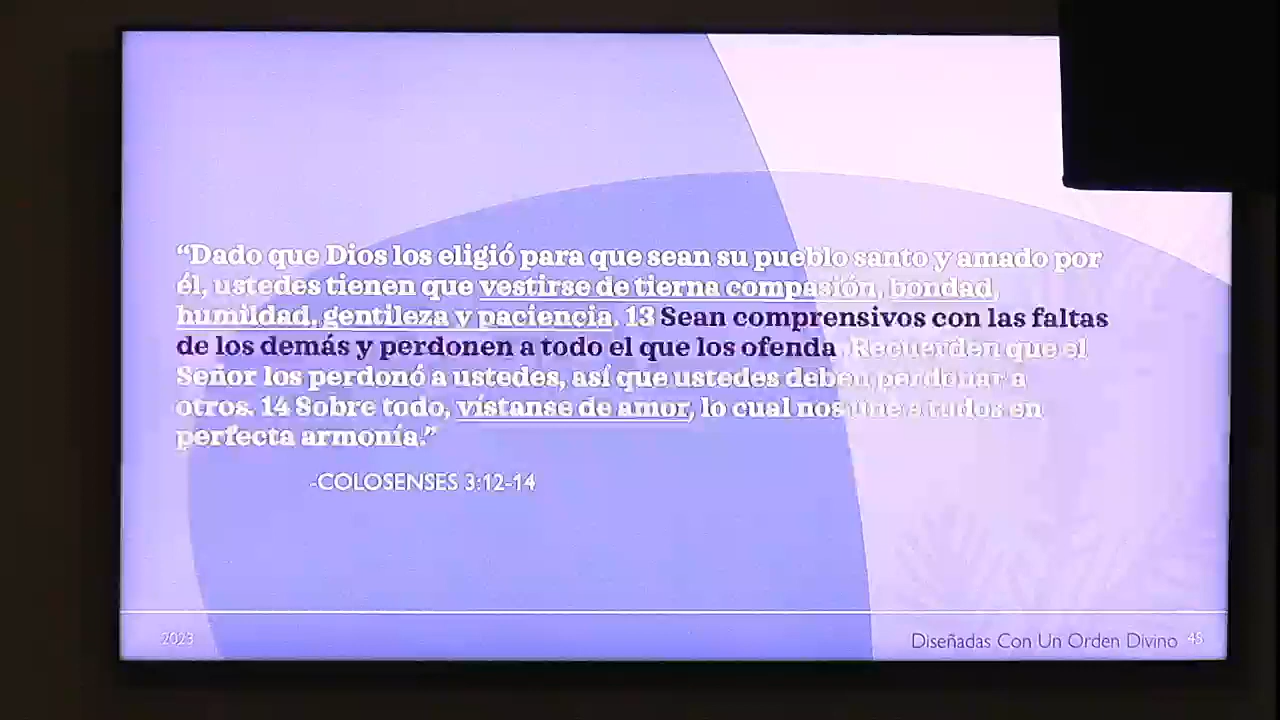 “Dado que Dios los eligió para que sean su pueblo santo y amado por
él, ustedes tienen que vestirse de tierna compasión, bondad,
humildad, gentileza y paciencia. 13 Sean comprensivos con las faltas
de los demás y perdonen a todo el que los ofenda. Recuerden que el
Señor los perdonó a ustedes, así que ustedes deben perdonar a
otros. 14 Sobre todo, vístanse de amor, lo cual nos une a todos en
perfecta armonía.”
-COLOSENSES 3:12-14
2023
Diseñadas Con Un Orden Divino